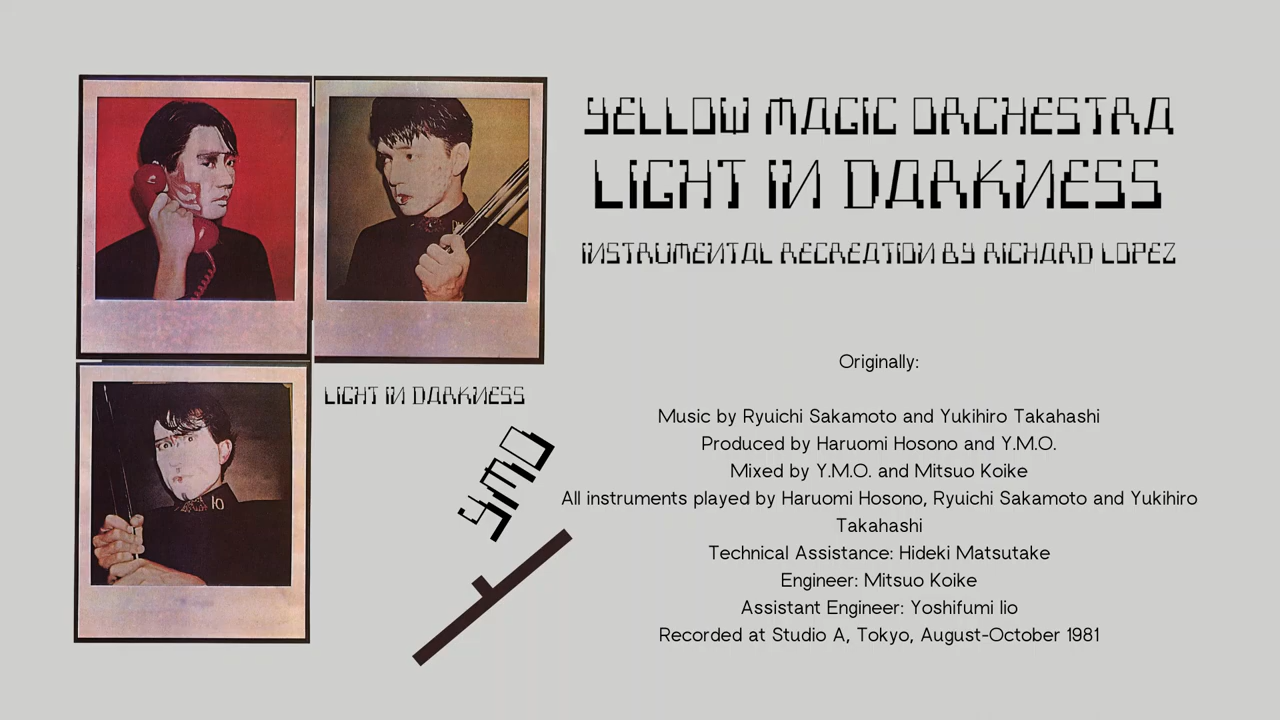 YELLOW MAGIC ORCHESTRA
LIGHT IN DARKNESS
INSTRUMENTAL RECREATION BY RICHARD LOPEZ
LIGHT IN DARKNESS
YMO
Originally:
Music by Ryuichi Sakamoto and Yukihiro Takahashi
Produced by Haruomi Hosono and Y.M.O.
Mixed by Y.M.O. and Mitsuo Koike
All instruments played by Haruomi Hosono, Ryuichi Sakamoto and Yukihiro
Takahashi
Technical Assistance: Hideki Matsutake
Engineer: Mitsuo Koike
Assistant Engineer: Yoshifumi Iio
Recorded at Studio A, Tokyo, August-October 1981